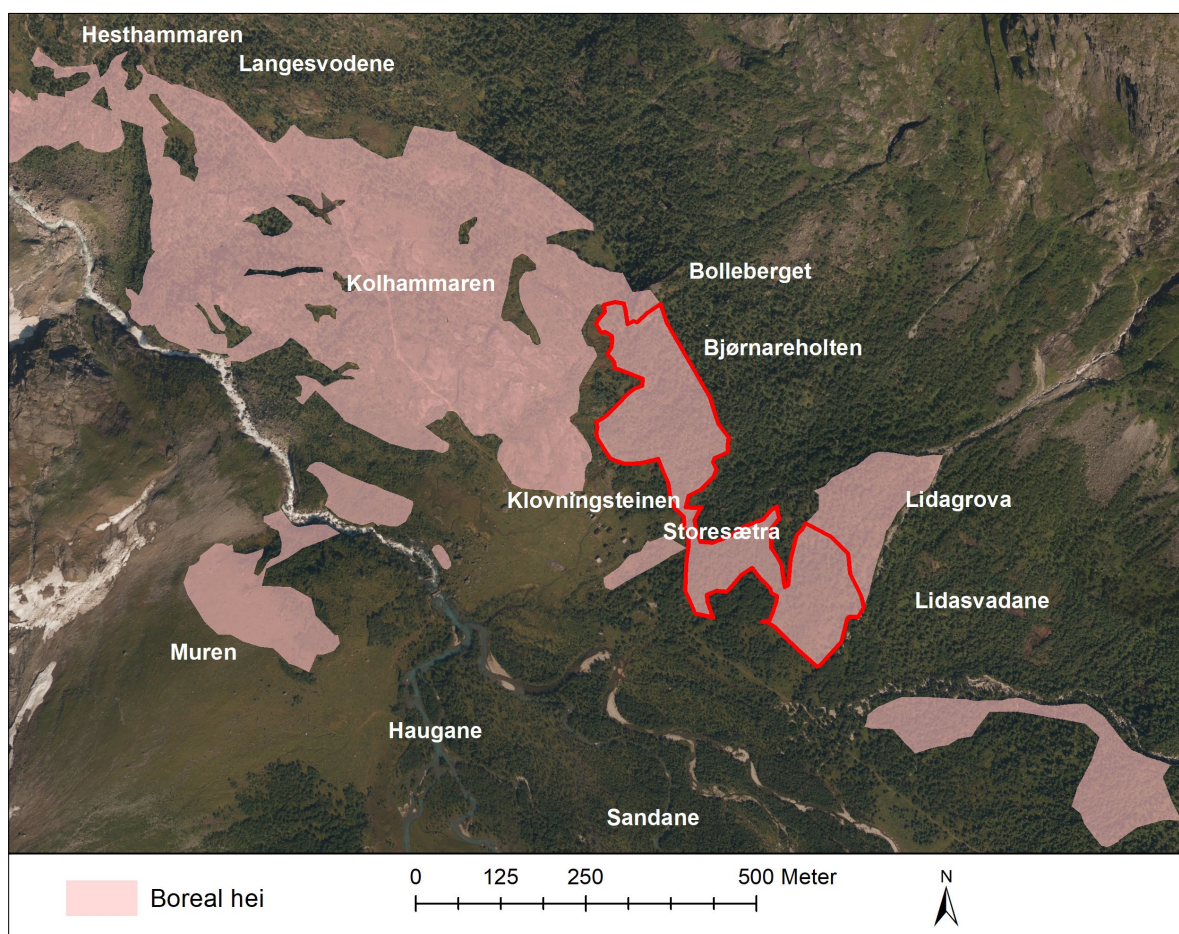 Hesthammaren
Langesvodene
Bolleberget
Kolhammaren
Bjørnareholten
Klovningsteinen
Lidagrova
Storesætra
Lidasvadane
Muren
Haugane
Sandane
Boreal hei
0 125 250 500 Meter
N